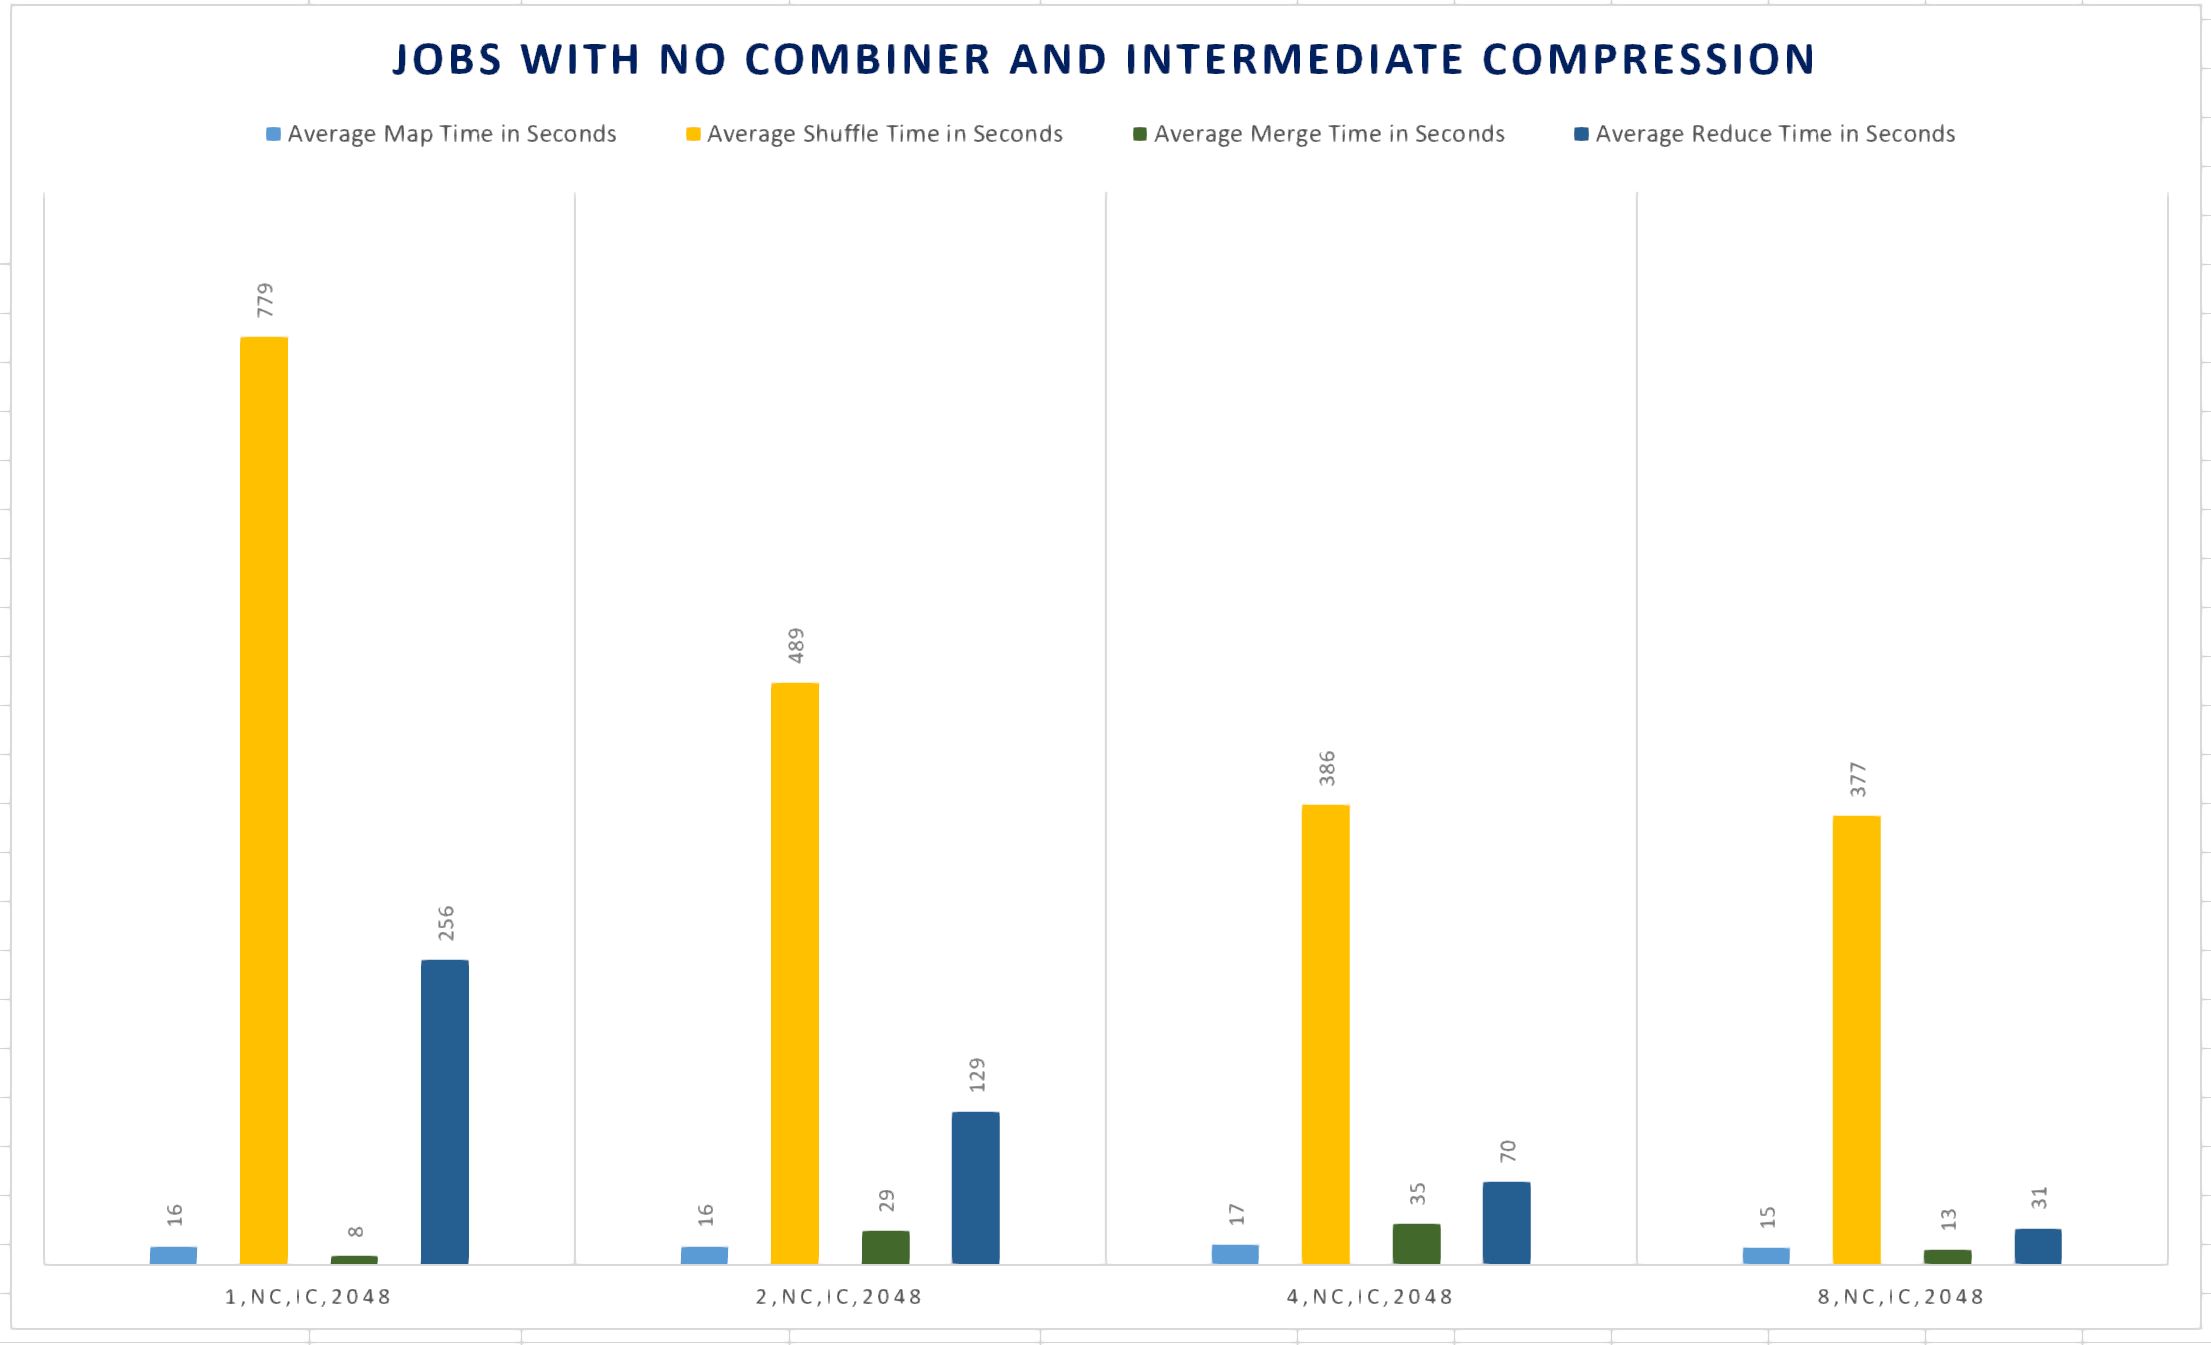 JOBS WITH NO COMBINER AND INTERMEDIATE COMPRESSION
Average Map Time in Seconds Average Shuffle Time in Seconds Average Merge Time in Seconds Average Reduce Time in Seconds
16 779 8 256
16 489 29 129
17 386 35 70
15 377 13 31
1,NC,IC,2048 2,NC,IC,2048 4,NC,IC,2048 8,NC,IC,2048